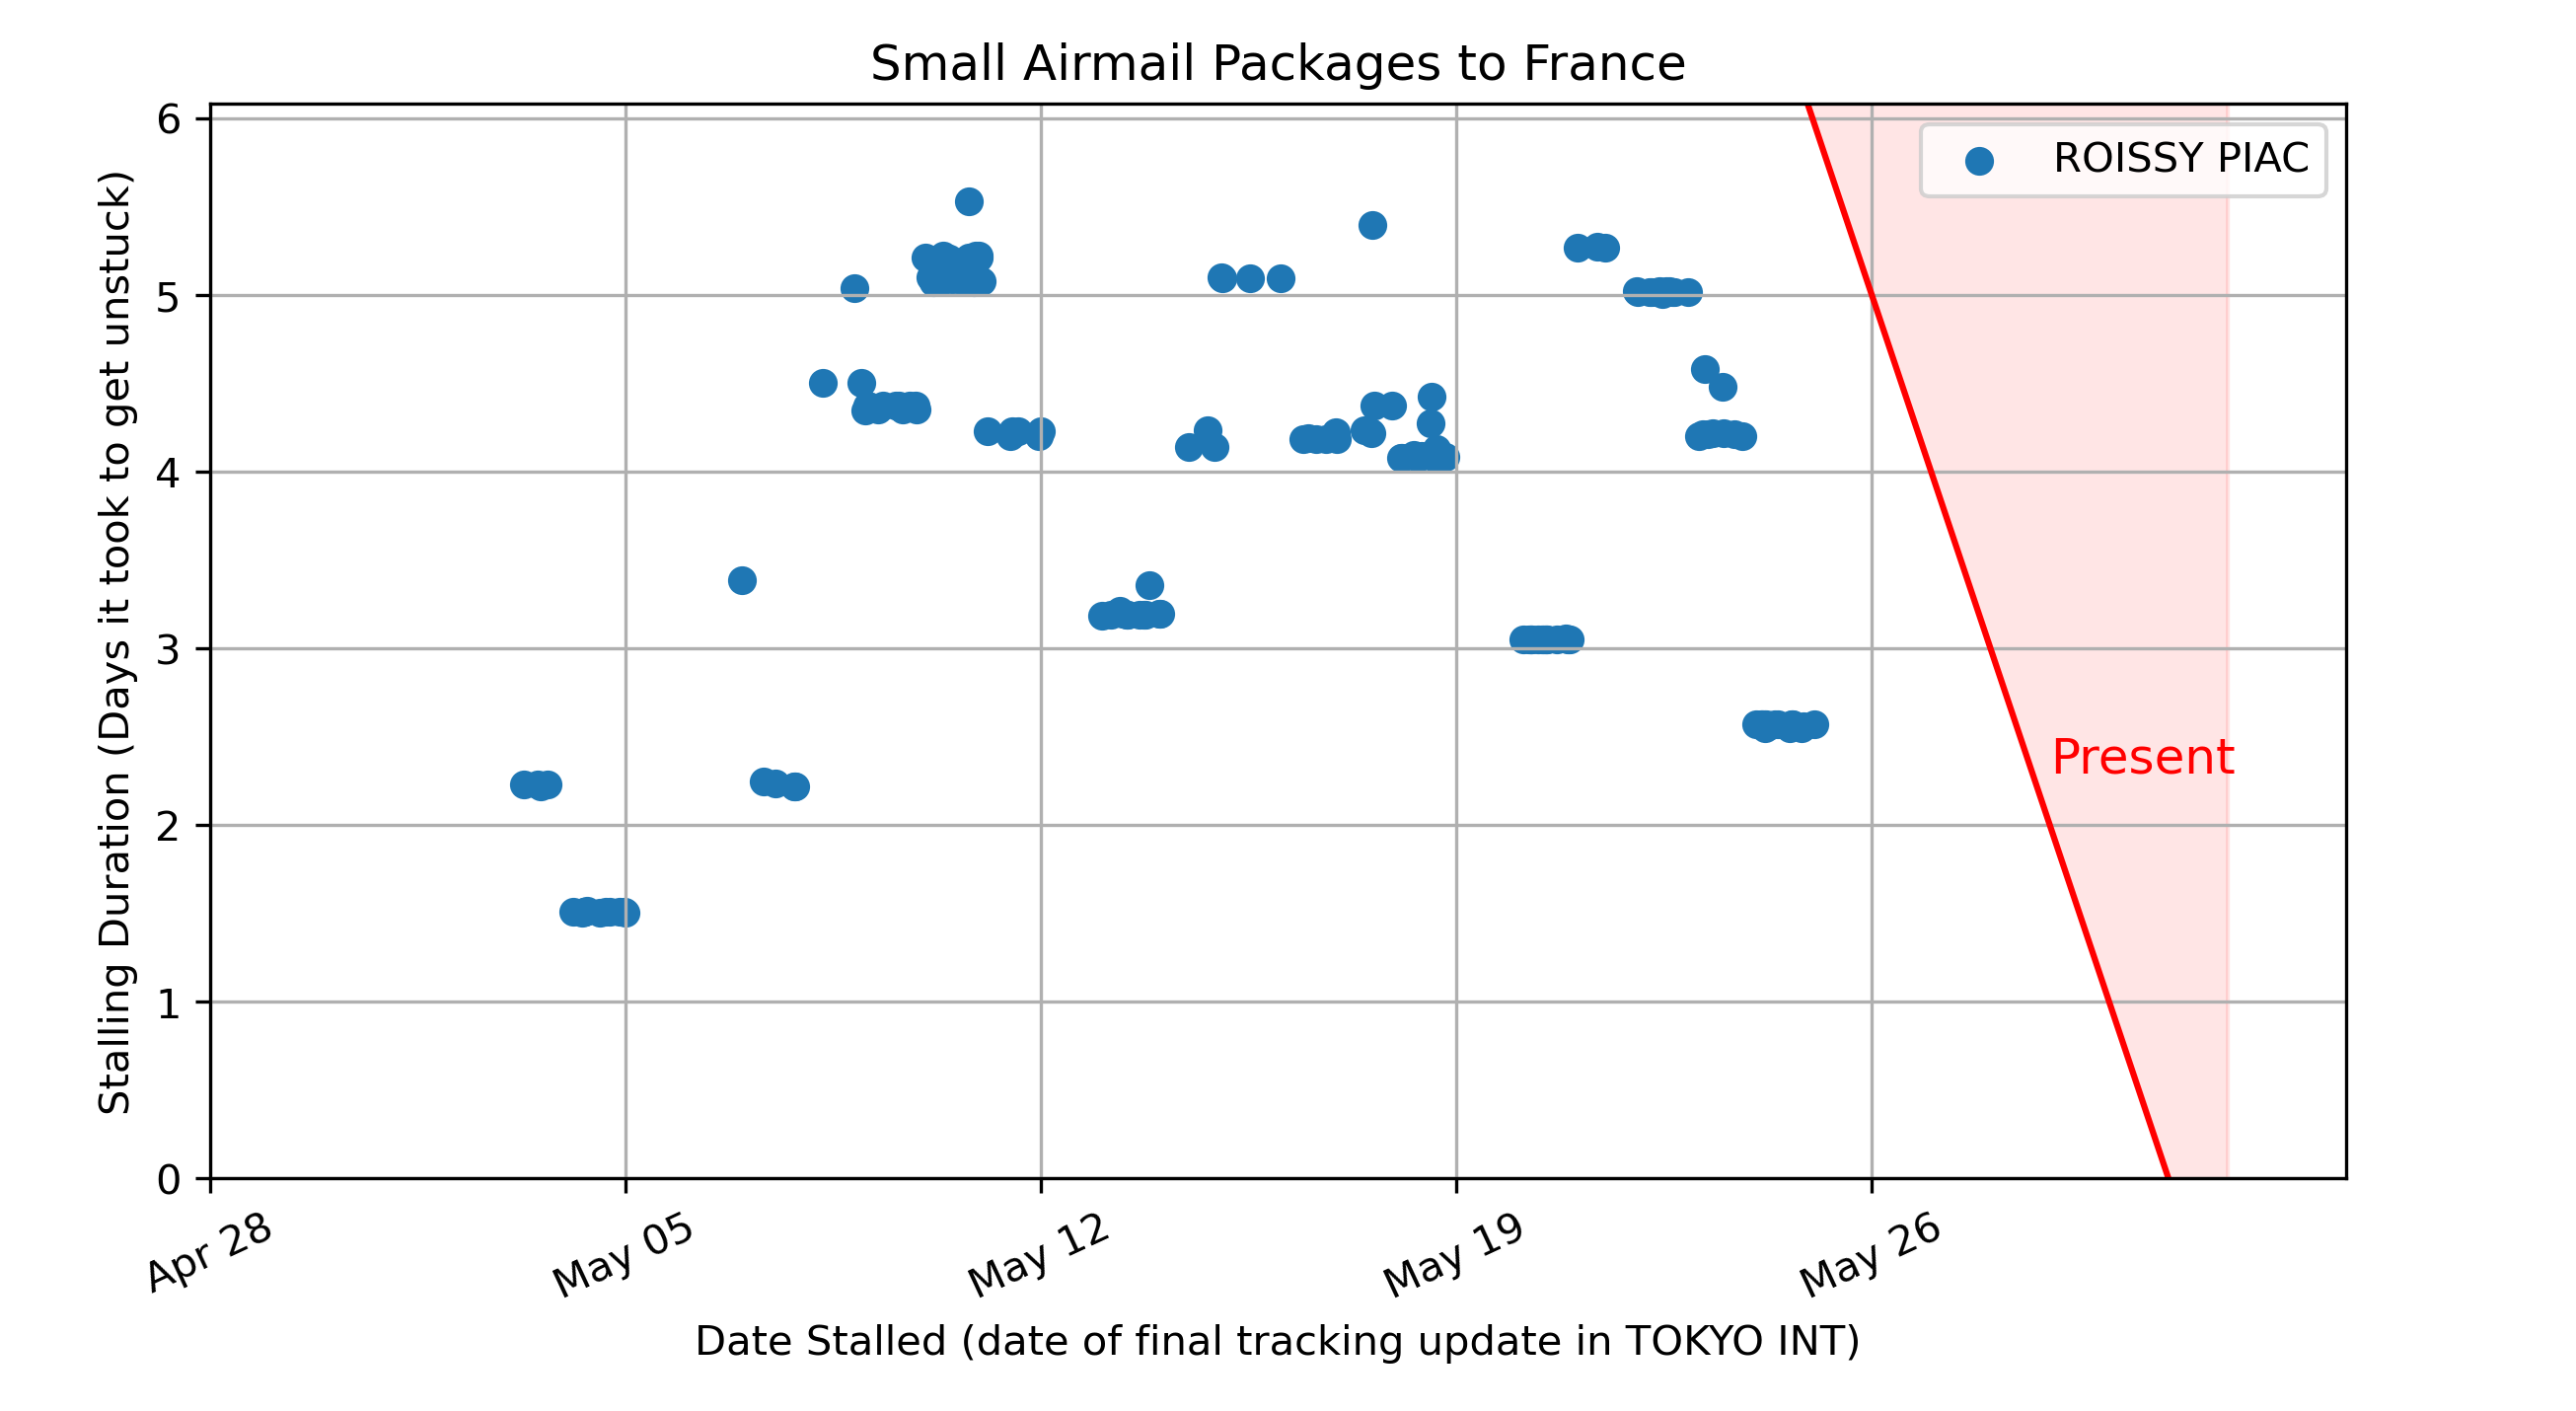 Small Airmail Packages to France
ROISSY PIAC
Present
Stalling Duration (Days it took to get unstuck)
6
5
4
3
2
1
0
Apr 28
May 05
May 12
May 19
May 26
Date Stalled (date of final tracking update in TOKYO INT)